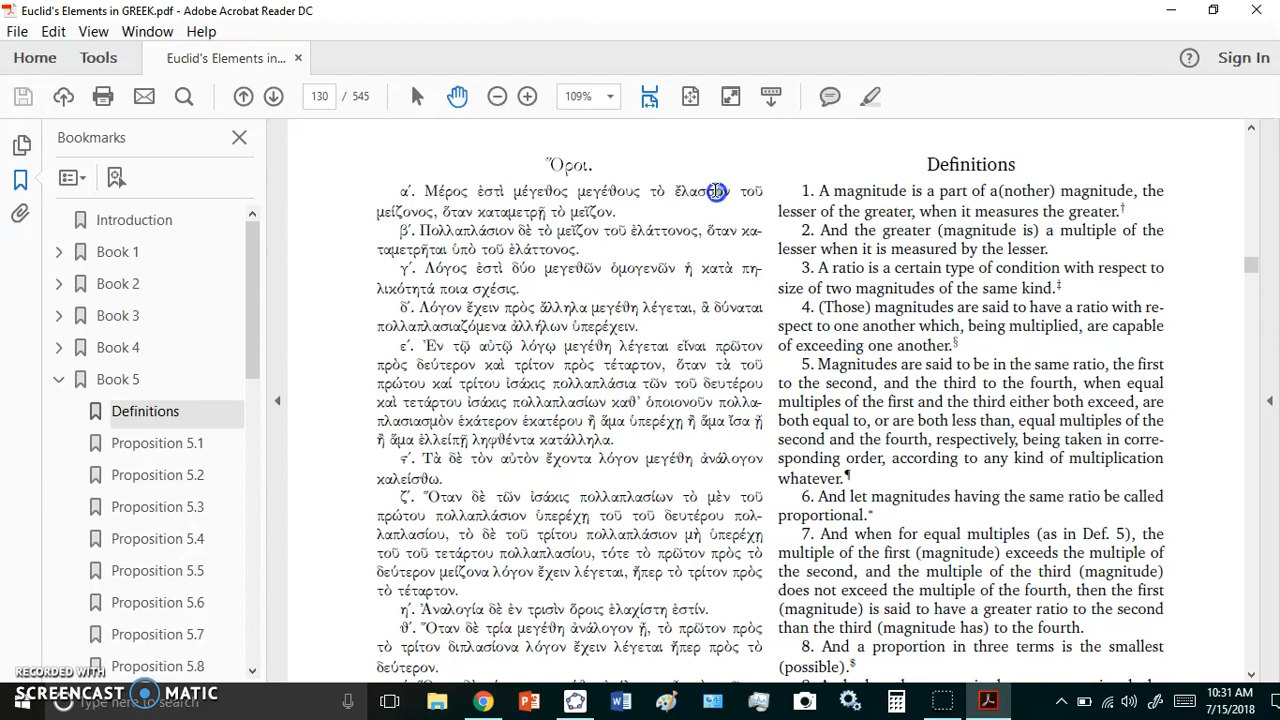 Euclid's Elements in GREEK.pdf - Adobe Acrobat Reader DC
File Edit View Window Help
Home Tools Euclid's Elements in... × Sign In
130 / 545 109%
Bookmarks
Introduction
Book 1
Book 2
Book 3
Book 4
Book 5
Definitions
Proposition 5.1
Proposition 5.2
Proposition 5.3
Proposition 5.4
Proposition 5.5
Proposition 5.6
Proposition 5.7
Proposition 5.8
Ὅροι.
αʹ. Μέρος ἐστὶ μέγεθος μεγέθους τὸ ἔλασσον τοῦ
μείζονος, ὅταν καταμετρῇ τὸ μεῖζον.
βʹ. Πολλαπλάσιον δὲ τὸ μεῖζον τοῦ ἐλάττονος, ὅταν κα-
ταμετρῆται ὑπὸ τοῦ ἐλάττονος.
γʹ. Λόγος ἐστὶ δύο μεγεθῶν ὁμογενῶν ἡ κατὰ πη-
λικότητά ποια σχέσις.
δʹ. Λόγον ἔχειν πρὸς ἄλληλα μεγέθη λέγεται, ἃ δύναται
πολλαπλασιαζόμενα ἀλλήλων ὑπερέχειν.
εʹ. Ἐν τῷ αὐτῷ λόγῳ μεγέθη λέγεται εἶναι πρῶτον
πρὸς δεύτερον καὶ τρίτον πρὸς τέταρτον, ὅταν τὰ τοῦ
πρώτου καί τρίτου ἰσάκις πολλαπλάσια τῶν τοῦ δευτέρου
καὶ τετάρτου ἰσάκις πολλαπλασίων καθ' ὁποιονοῦν πολλα-
πλασιασμὸν ἑκάτερον ἑκατέρου ἢ ἅμα ὑπερέχῃ ἢ ἅμα ἴσα ᾖ
ἢ ἅμα ἐλλείπῃ ληφθέντα κατάλληλα.
ϛʹ. Τὰ δὲ τὸν αὐτὸν ἔχοντα λόγον μεγέθη ἀνάλογον
καλείσθω.
ζʹ. Ὅταν δὲ τῶν ἰσάκις πολλαπλασίων τὸ μὲν τοῦ
πρώτου πολλαπλάσιον ὑπερέχῃ τοῦ τοῦ δευτέρου πολ-
λαπλασίου, τὸ δὲ τοῦ τρίτου πολλαπλάσιον μὴ ὑπερέχῃ
τοῦ τοῦ τετάρτου πολλαπλασίου, τότε τὸ πρῶτον πρὸς τὸ
δεύτερον μείζονα λόγον ἔχειν λέγεται, ἤπερ τὸ τρίτον πρὸς
τὸ τέταρτον.
ηʹ. Ἀναλογία δὲ ἐν τρισὶν ὅροις ἐλαχίστη ἐστίν.
θʹ. Ὅταν δὲ τρία μεγέθη ἀνάλογον ᾖ, τὸ πρῶτον πρὸς
τὸ τρίτον διπλασίονα λόγον ἔχειν λέγεται ἤπερ πρὸς τὸ
δεύτερον.
Definitions
1. A magnitude is a part of a(nother) magnitude, the
lesser of the greater, when it measures the greater.†
2. And the greater (magnitude is) a multiple of the
lesser when it is measured by the lesser.
3. A ratio is a certain type of condition with respect to
size of two magnitudes of the same kind.‡
4. (Those) magnitudes are said to have a ratio with re-
spect to one another which, being multiplied, are capable
of exceeding one another.§
5. Magnitudes are said to be in the same ratio, the first
to the second, and the third to the fourth, when equal
multiples of the first and the third either both exceed, are
both equal to, or are both less than, equal multiples of the
second and the fourth, respectively, being taken in corre-
sponding order, according to any kind of multiplication
whatever.¶
6. And let magnitudes having the same ratio be called
proportional.*
7. And when for equal multiples (as in Def. 5), the
multiple of the first (magnitude) exceeds the multiple of
the second, and the multiple of the third (magnitude)
does not exceed the multiple of the fourth, then the first
(magnitude) is said to have a greater ratio to the second
than the third (magnitude has) to the fourth.
8. And a proportion in three terms is the smallest
(possible).$
RECORDED WITH
SCREENCAST MATIC
Type here to search
10:31 AM
7/15/2018